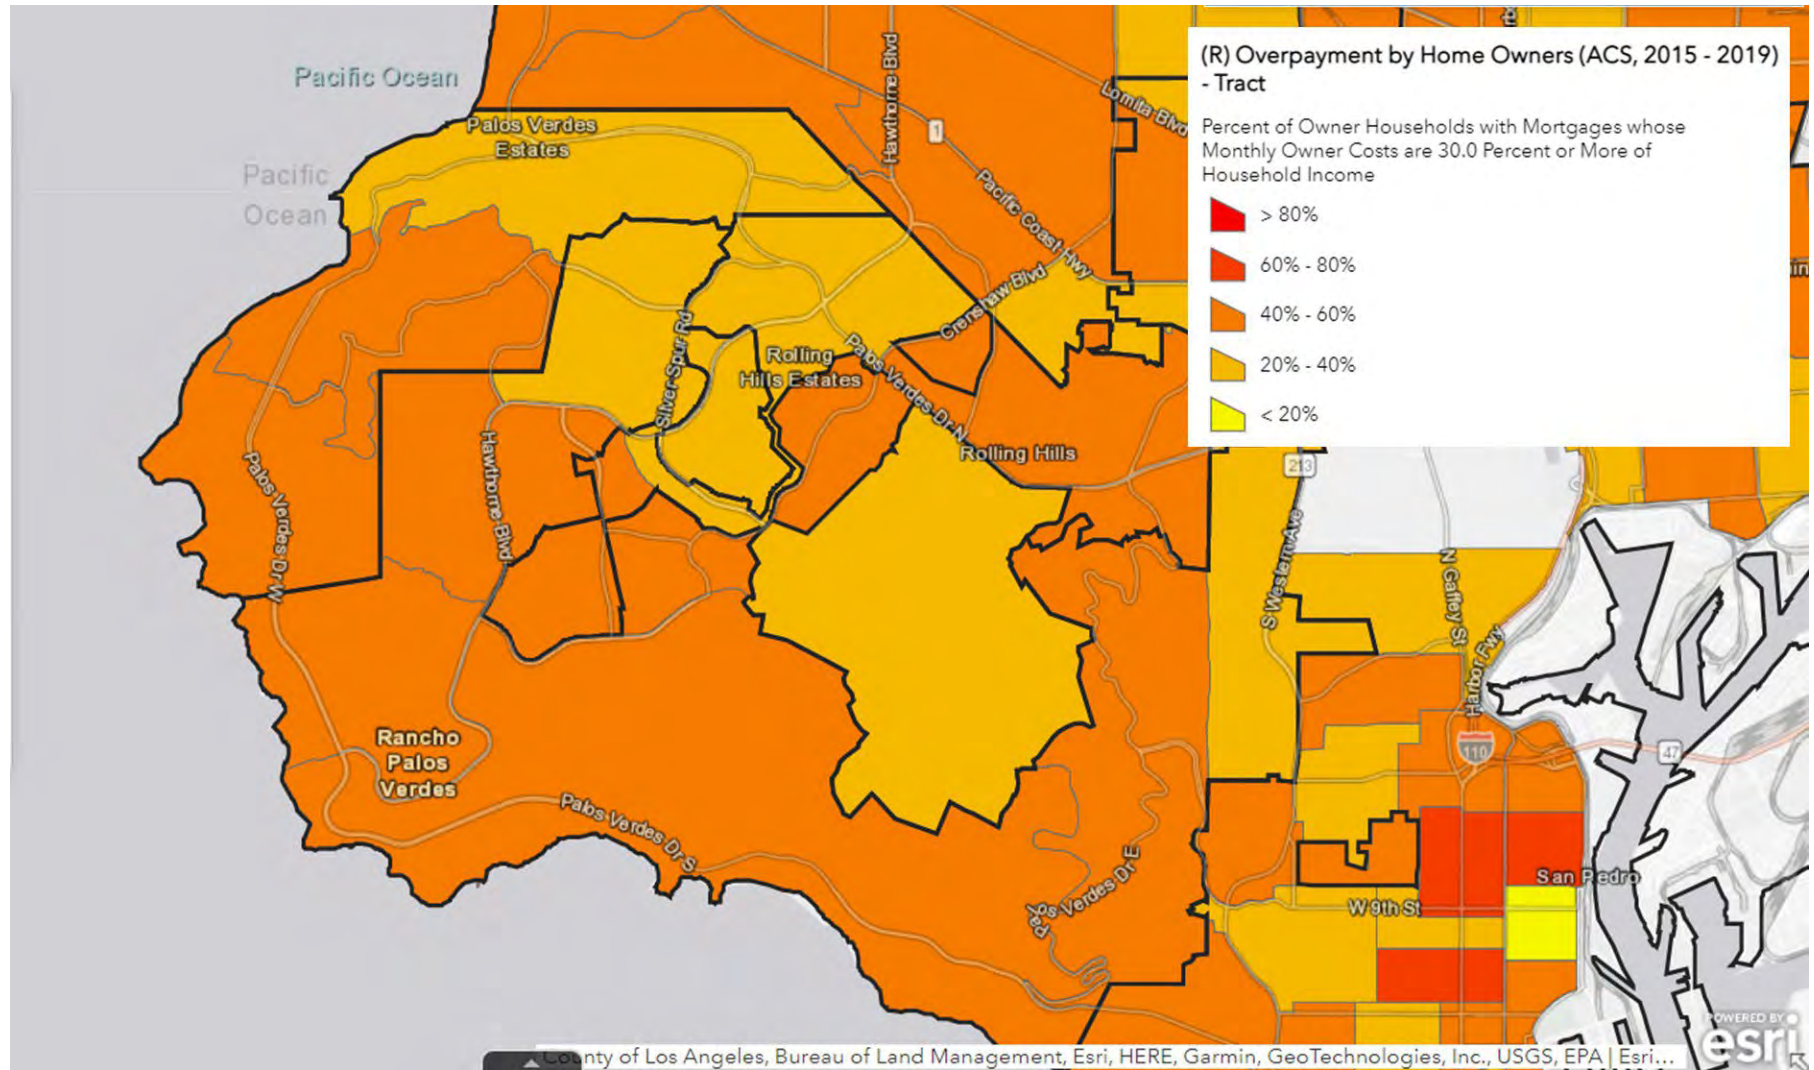 (R) Overpayment by Home Owners (ACS, 2015 - 2019)
- Tract
Percent of Owner Households with Mortgages whose
Monthly Owner Costs are 30.0 Percent or More of
Household Income
> 80%
60% - 80%
40% - 60%
20% - 40%
< 20%
Pacific Ocean
Palos Verdes
Estates
Pacific
Ocean
Hawthorne Blvd
1
Lomita Blvd
Pacific Coast Hwy
Crenshaw Blvd
Silver Spur Rd
Rolling
Hills Estates
Palos Verdes Dr N
Rolling Hills
213
Hawthorne Blvd
Palos Verdes Dr W
S Western Ave
N Gaffey St
Harbor Fwy
Rancho
Palos
Verdes
110
47
Palos Verdes Dr S
Palos Verdes Dr E
San Pedro
W 9th St
POWERED BY
esri
County of Los Angeles, Bureau of Land Management, Esri, HERE, Garmin, GeoTechnologies, Inc., USGS, EPA | Esri...